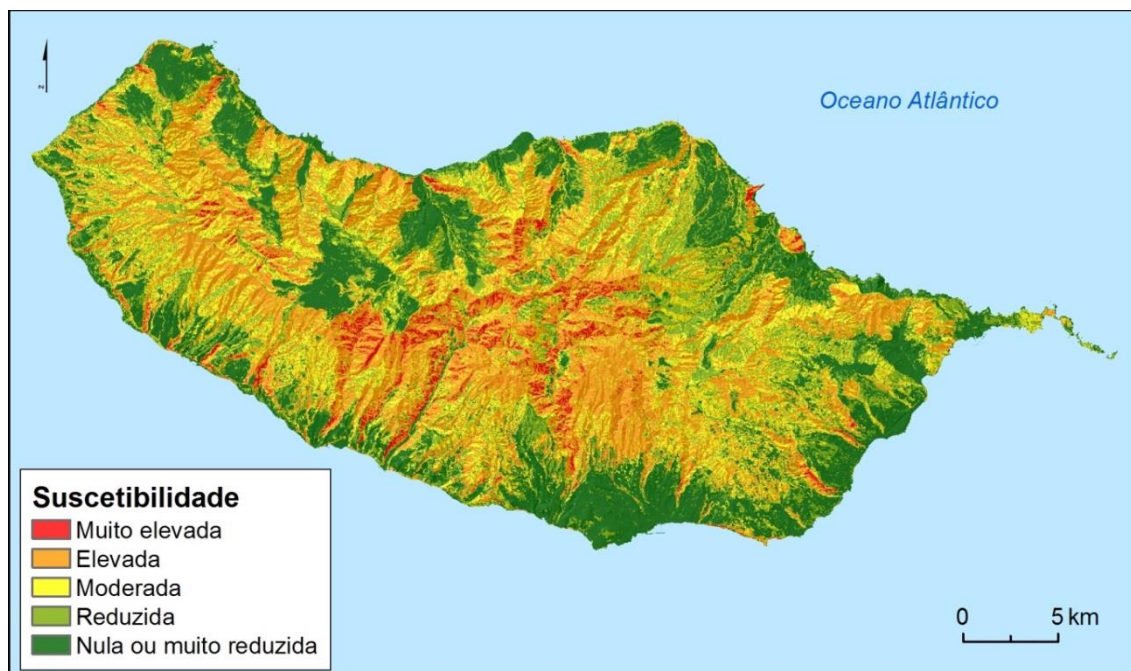 z
Oceano Atlântico
Suscetibilidade
Muito elevada
Elevada
Moderada
Reduzida
Nula ou muito reduzida
0 5 km